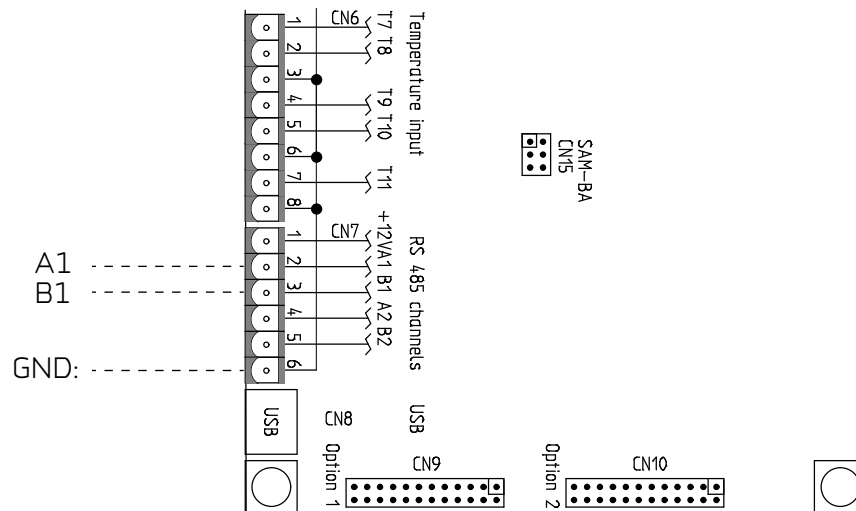 1 CN6 T7
2 T8
3
4 T9
5 T10
6
7 T11
8
Temperature input
SAM-BA
CN15
1 CN7 +12V
A1 2 A1
B1 3 B1
4 A2
5 B2
GND: 6
RS 485 channels
USB CN8 USB
Option 1 CN9
Option 2 CN10